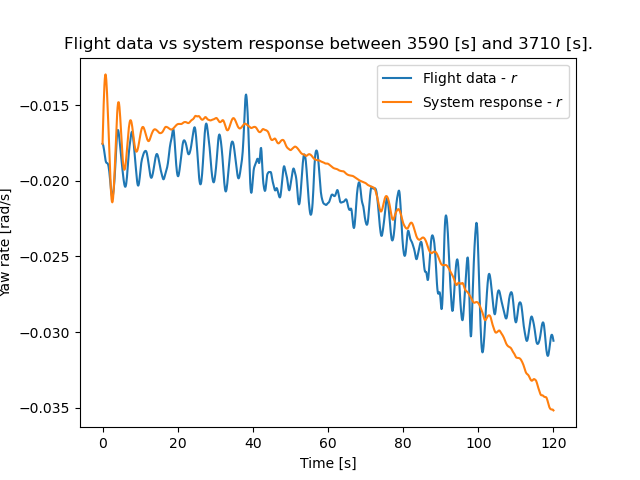 Flight data vs system response between 3590 [s] and 3710 [s].
Flight data - r
System response - r
−0.015
−0.020
−0.025
−0.030
−0.035
Yaw rate [rad/s]
0 20 40 60 80 100 120
Time [s]